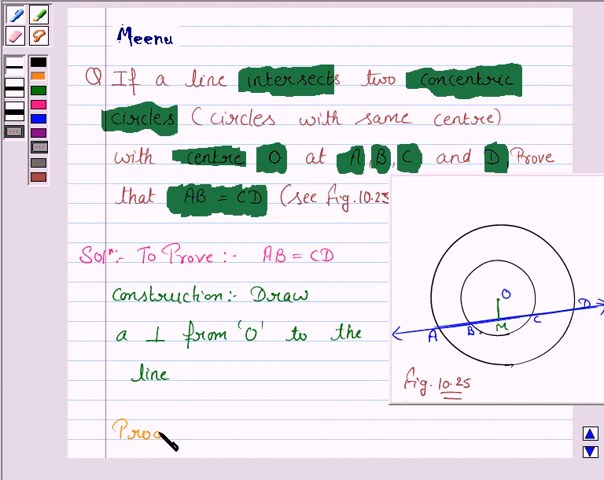 Meenu
Q If a line intersects two concentric
circles (circles with same centre)
with centre O at A, B, C and D Prove
that AB = CD (see fig. 10.25
Solⁿ:- To Prove :- AB = CD
Construction:- Draw
a ⊥ from 'O' to the
line
Proo
O
A
B
M
C
D
fig. 10.25